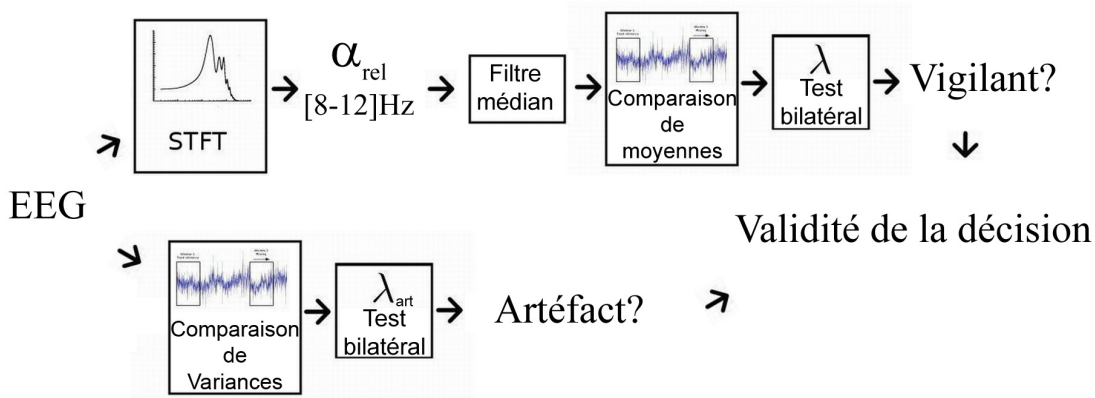 STFT
α rel
[8-12]Hz
Filtre
médian
Comparaison
de
moyennes
λ
Test
bilatéral
Vigilant?
EEG
Validité de la décision
Comparaison
de
Variances
λ art
Test
bilatéral
Artéfact?